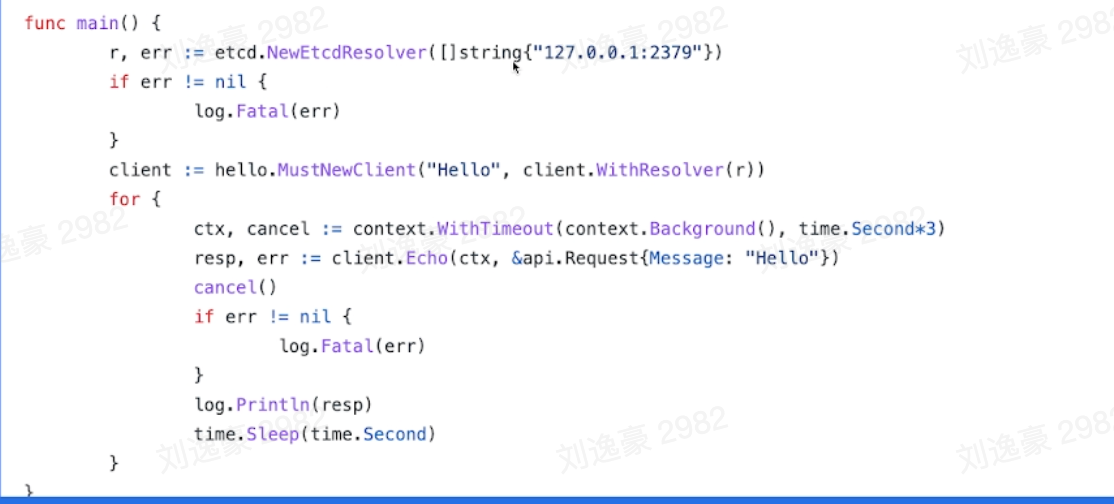 func main() {
        r, err := etcd.NewEtcdResolver([]string{"127.0.0.1:2379"})
        if err != nil {
                log.Fatal(err)
        }
        client := hello.MustNewClient("Hello", client.WithResolver(r))
        for {
                ctx, cancel := context.WithTimeout(context.Background(), time.Second*3)
                resp, err := client.Echo(ctx, &api.Request{Message: "Hello"})
                cancel()
                if err != nil {
                        log.Fatal(err)
                }
                log.Println(resp)
                time.Sleep(time.Second)
        }
}
刘逸豪 2982
刘逸豪 2982
刘逸豪 298
逸豪 2982
刘逸豪 2982
刘逸豪 2982
刘逸豪 2982
刘逸豪 2982
刘逸豪 298